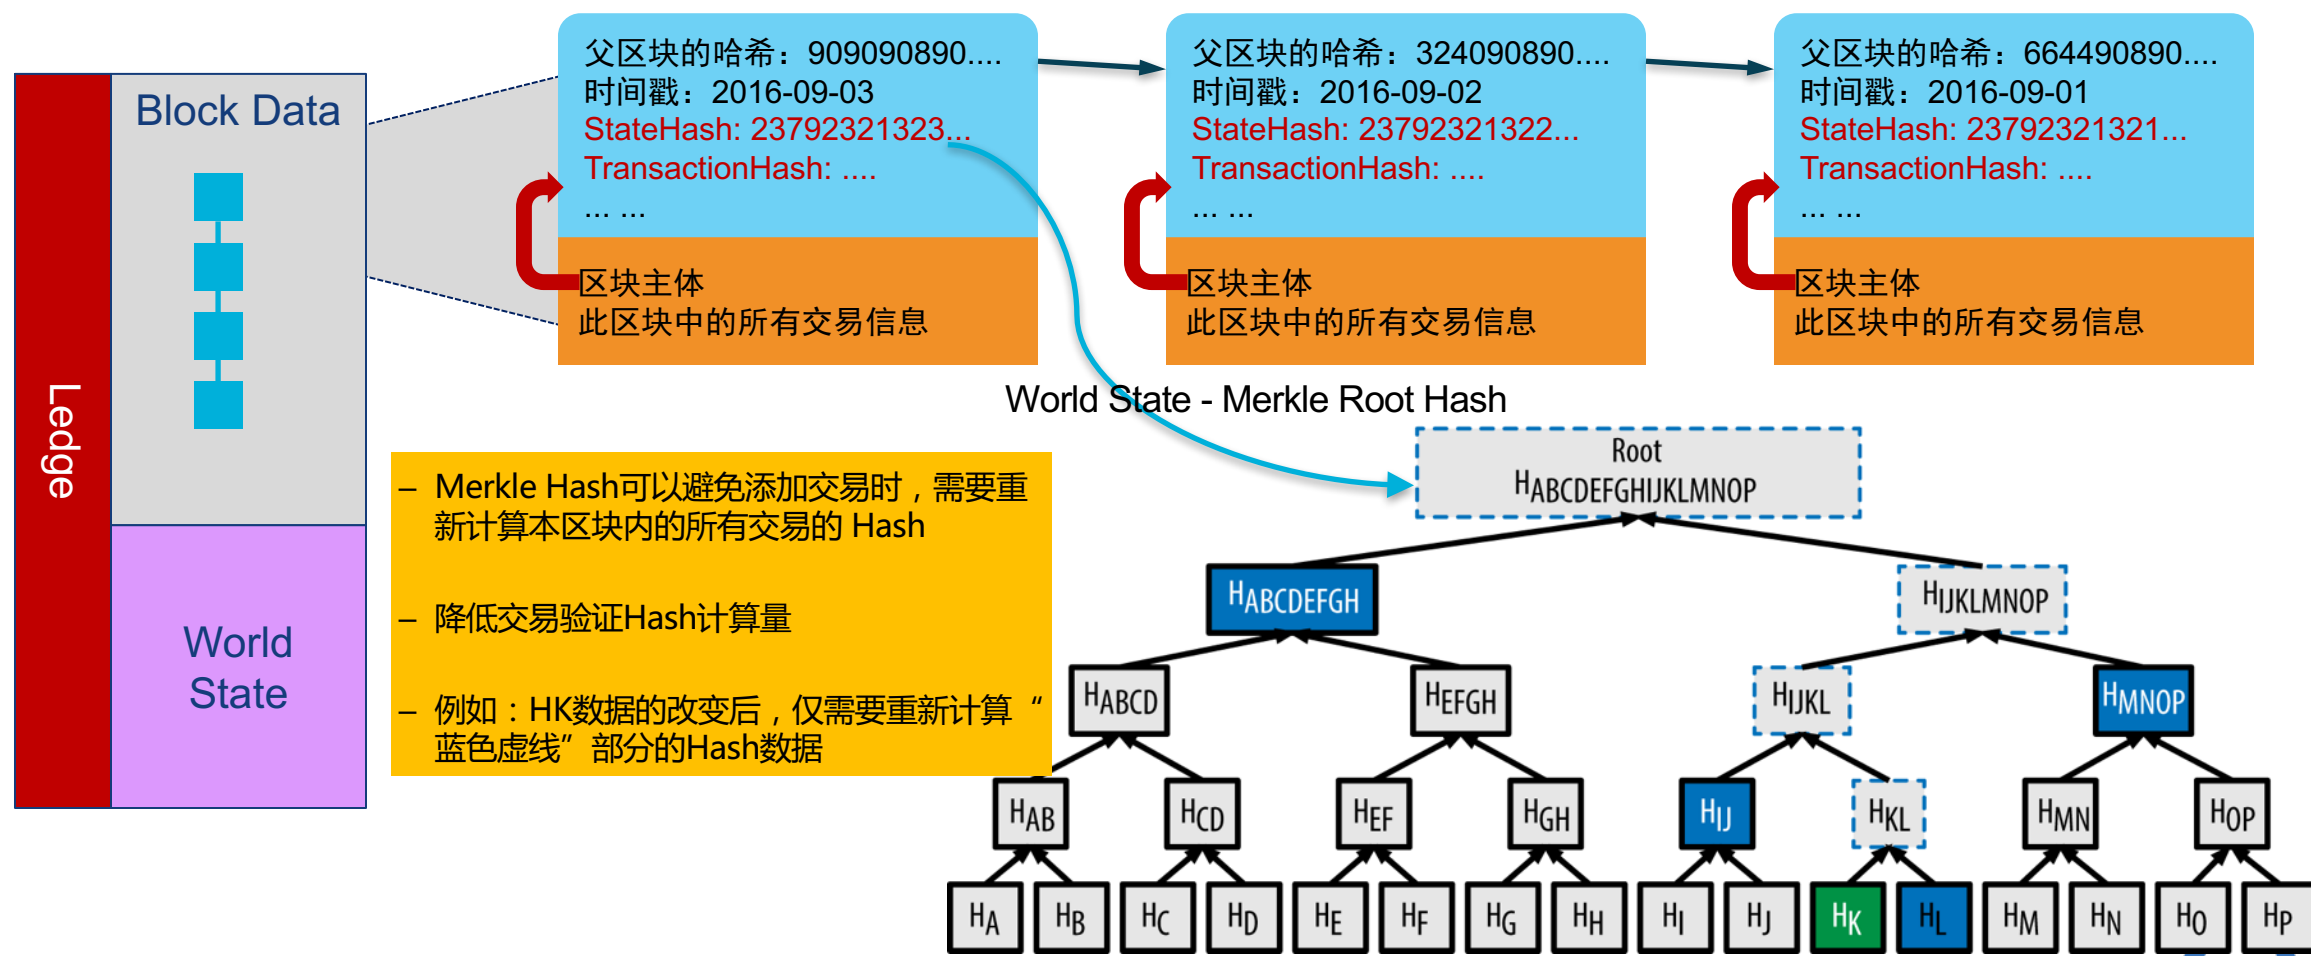 Ledge
Block Data
World
State
父区块的哈希：909090890....
时间戳：2016-09-03
StateHash: 23792321323...
TransactionHash: ....
... ...
区块主体
此区块中的所有交易信息
父区块的哈希：324090890....
时间戳：2016-09-02
StateHash: 23792321322...
TransactionHash: ....
... ...
区块主体
此区块中的所有交易信息
父区块的哈希：664490890....
时间戳：2016-09-01
StateHash: 23792321321...
TransactionHash: ....
... ...
区块主体
此区块中的所有交易信息
World State - Merkle Root Hash
– Merkle Hash可以避免添加交易时，需要重
新计算本区块内的所有交易的 Hash
– 降低交易验证Hash计算量
– 例如：HK数据的改变后，仅需要重新计算“
蓝色虚线”部分的Hash数据
Root
HABCDEFGHIJKLMNOP
HABCDEFGH
HIJKLMNOP
HABCD
HEFGH
HIJKL
HMNOP
HAB
HCD
HEF
HGH
HIJ
HKL
HMN
HOP
HA
HB
HC
HD
HE
HF
HG
HH
HI
HJ
HK
HL
HM
HN
HO
HP